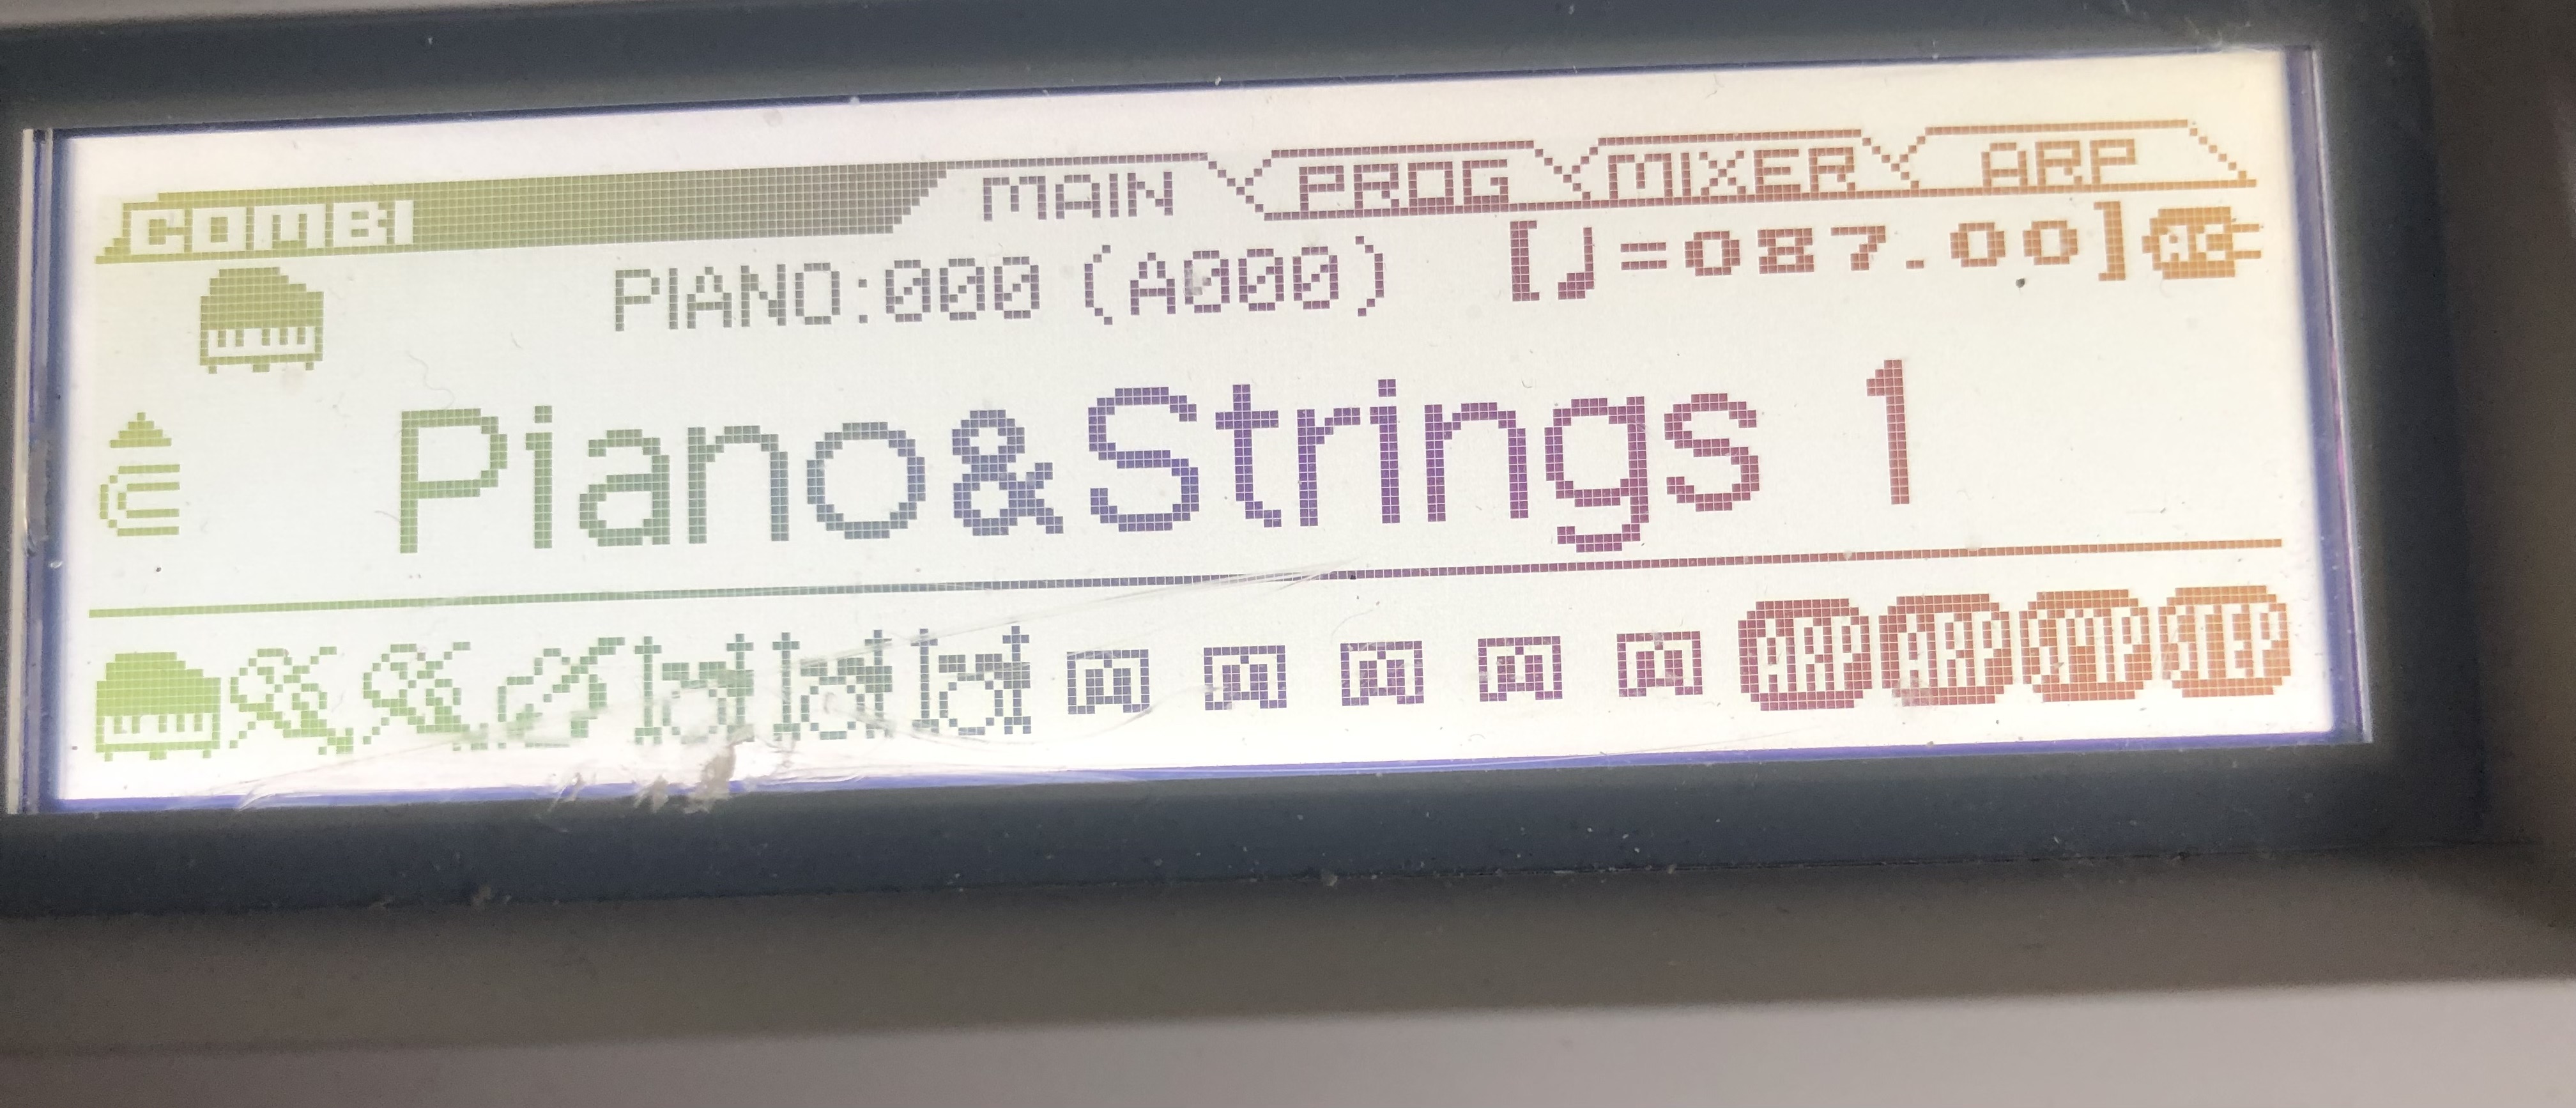 COMBI MAIN PROG MIXER ARP
PIANO:000 (A000) [♩=087.00] AC
Piano&Strings 1
M M M M M ARP ARP SMP STEP